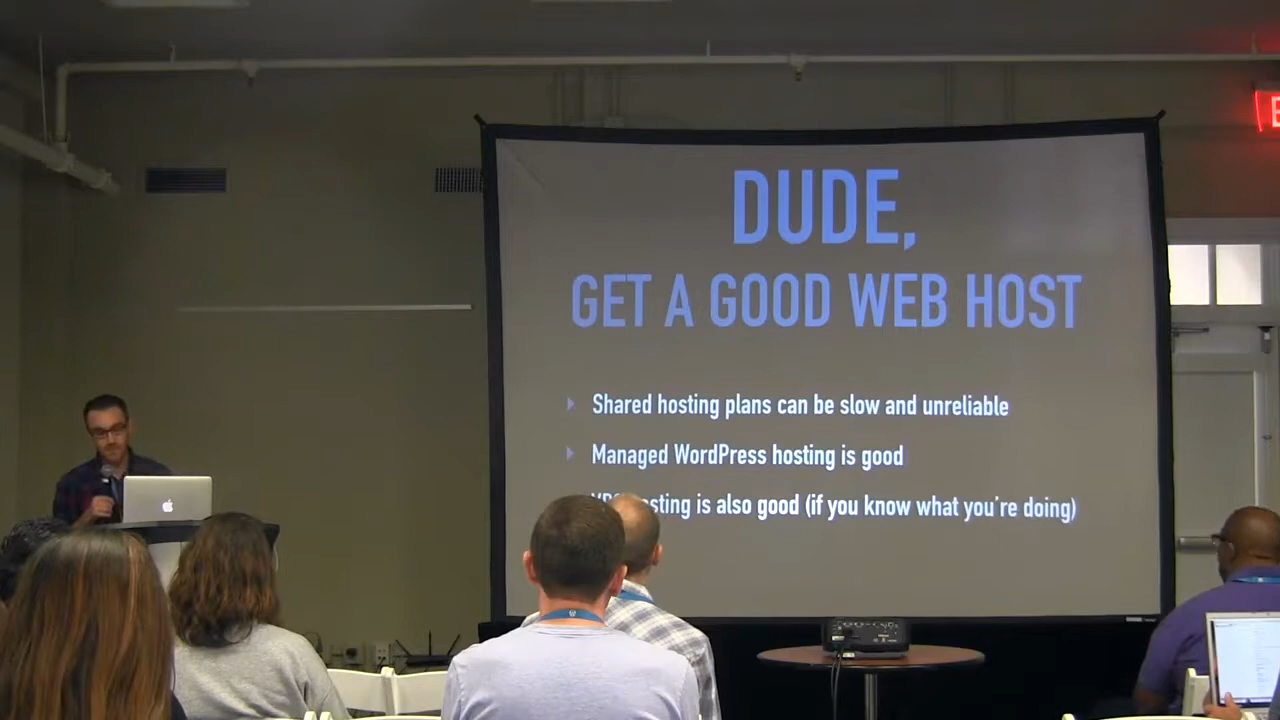 DUDE,
GET A GOOD WEB HOST
Shared hosting plans can be slow and unreliable
Managed WordPress hosting is good
is also good (if you know what you're doing)
E